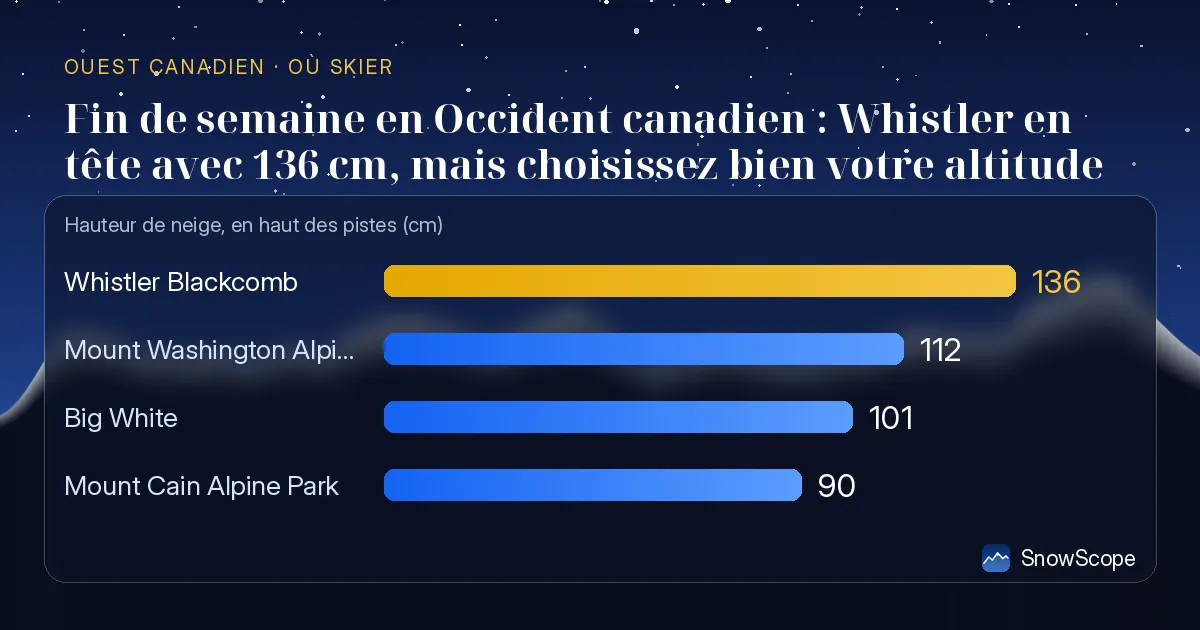 OUEST CANADIEN · OÙ SKIER
Fin de semaine en Occident canadien : Whistler en
tête avec 136 cm, mais choisissez bien votre altitude
Hauteur de neige, en haut des pistes (cm)
Whistler Blackcomb 136
Mount Washington Alpi... 112
Big White 101
Mount Cain Alpine Park 90
SnowScope